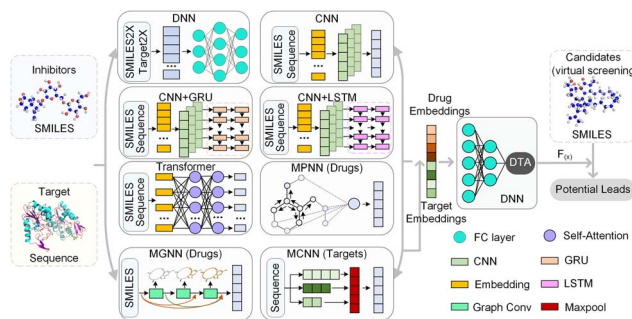 Inhibitors
SMILES
Target
Sequence
DNN
SMILES2X
Target2X
CNN
SMILES
Sequence
CNN+GRU
SMILES
Sequence
CNN+LSTM
SMILES
Sequence
Transformer
SMILES
Sequence
MPNN (Drugs)
MGNN (Drugs)
SMILES
MCNN (Targets)
Sequence
Drug
Embeddings
Target
Embeddings
DTA
DNN
Candidates
(virtual screening)
SMILES
F(x)
Potential Leads
FC layer
Self-Attention
CNN
GRU
Embedding
LSTM
Graph Conv
Maxpool